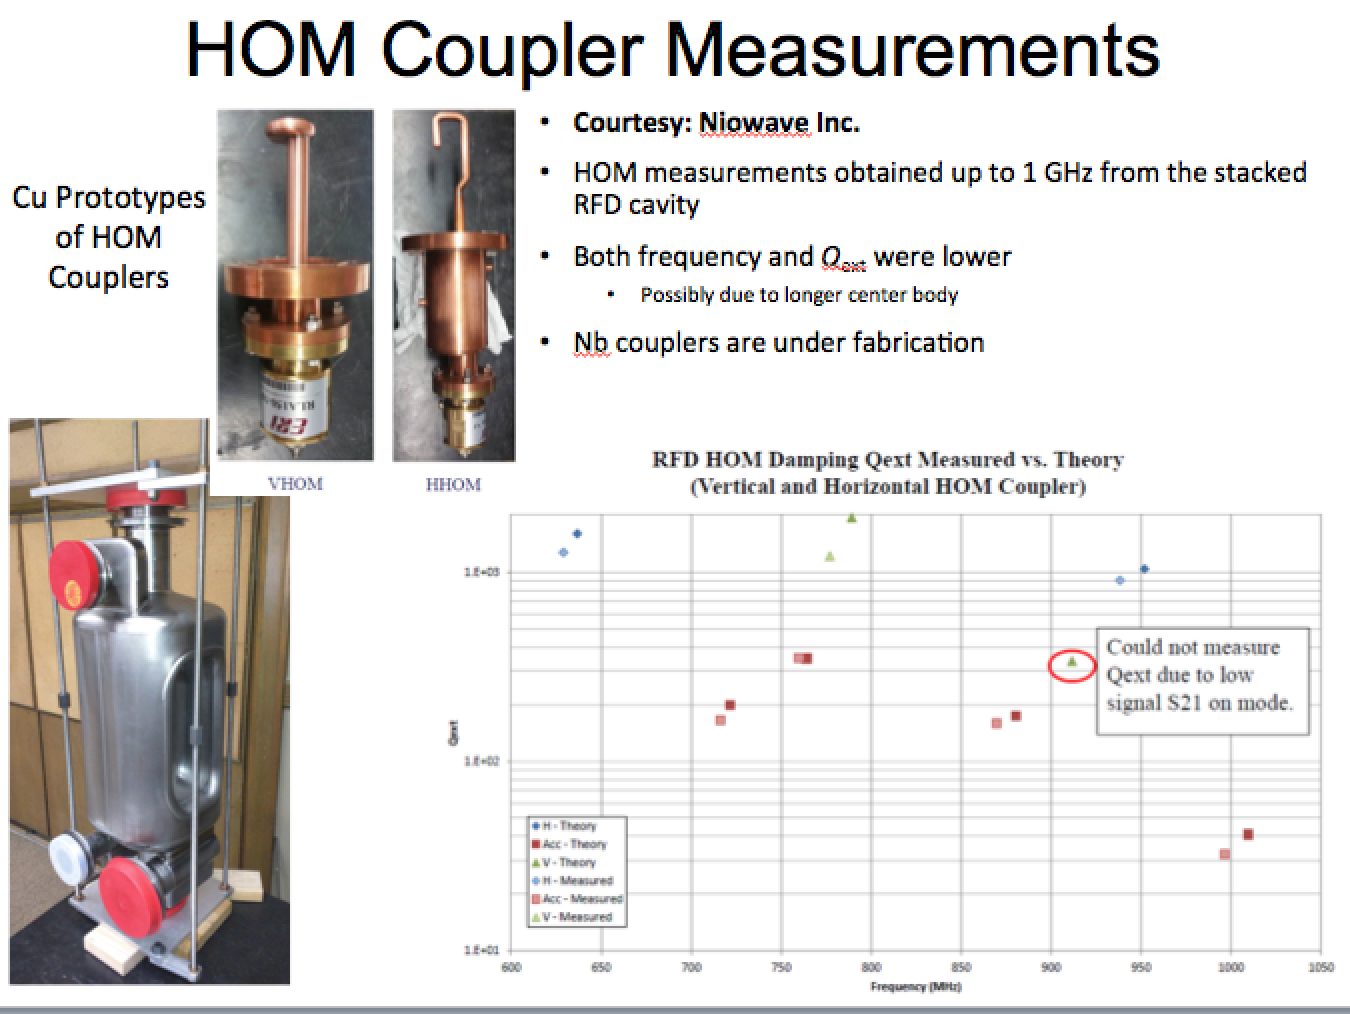 HOM Coupler Measurements
Cu Prototypes
of HOM
Couplers
VHOM
HHOM
• Courtesy: Niowave Inc.
• HOM measurements obtained up to 1 GHz from the stacked
RFD cavity
• Both frequency and Qext were lower
• Possibly due to longer center body
• Nb couplers are under fabrication
RFD HOM Damping Qext Measured vs. Theory
(Vertical and Horizontal HOM Coupler)
1.E+03
1.E+02
1.E+01
Qext
Could not measure
Qext due to low
signal S21 on mode.
H - Theory
Acc - Theory
V - Theory
H - Measured
Acc - Measured
V - Measured
600 650 700 750 800 850 900 950 1000 1050
Frequency (MHz)